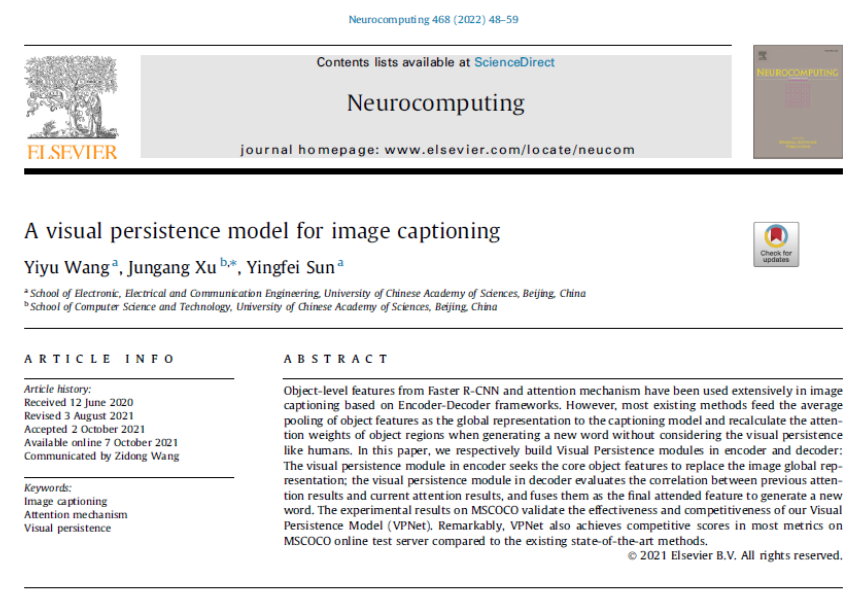 Neurocomputing 468 (2022) 48–59
Contents lists available at ScienceDirect
Neurocomputing
journal homepage: www.elsevier.com/locate/neucom
ELSEVIER
NEUROCOMPUTING
A visual persistence model for image captioning
Check for
updates
Yiyu Wang a, Jungang Xu b,*, Yingfei Sun a
a School of Electronic, Electrical and Communication Engineering, University of Chinese Academy of Sciences, Beijing, China
b School of Computer Science and Technology, University of Chinese Academy of Sciences, Beijing, China
ARTICLE INFO
Article history:
Received 12 June 2020
Revised 3 August 2021
Accepted 2 October 2021
Available online 7 October 2021
Communicated by Zidong Wang
Keywords:
Image captioning
Attention mechanism
Visual persistence
ABSTRACT
Object-level features from Faster R-CNN and attention mechanism have been used extensively in image
captioning based on Encoder-Decoder frameworks. However, most existing methods feed the average
pooling of object features as the global representation to the captioning model and recalculate the atten-
tion weights of object regions when generating a new word without considering the visual persistence
like humans. In this paper, we respectively build Visual Persistence modules in encoder and decoder:
The visual persistence module in encoder seeks the core object features to replace the image global rep-
resentation; the visual persistence module in decoder evaluates the correlation between previous atten-
tion results and current attention results, and fuses them as the final attended feature to generate a new
word. The experimental results on MSCOCO validate the effectiveness and competitiveness of our Visual
Persistence Model (VPNet). Remarkably, VPNet also achieves competitive scores in most metrics on
MSCOCO online test server compared to the existing state-of-the-art methods.
© 2021 Elsevier B.V. All rights reserved.